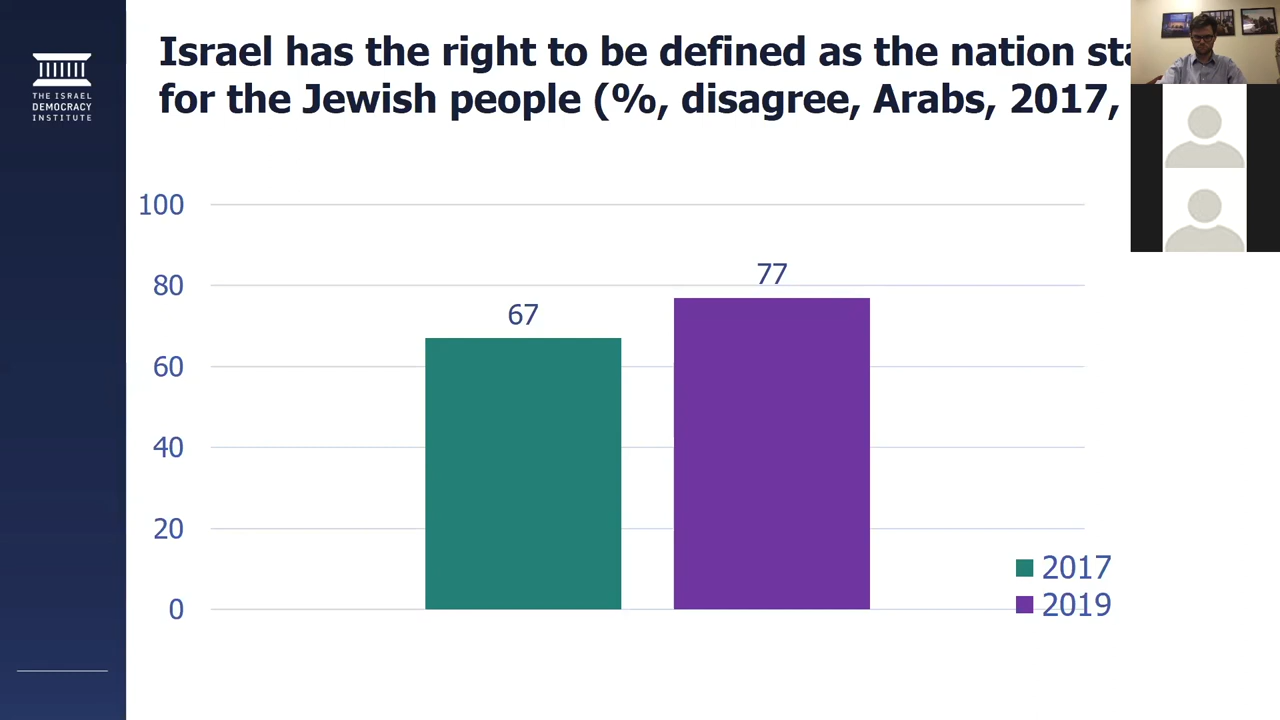 THE ISRAEL
DEMOCRACY
INSTITUTE
Israel has the right to be defined as the nation
for the Jewish people (%, disagree, Arabs, 2017,
100
80
60
40
20
0
67
77
2017
2019